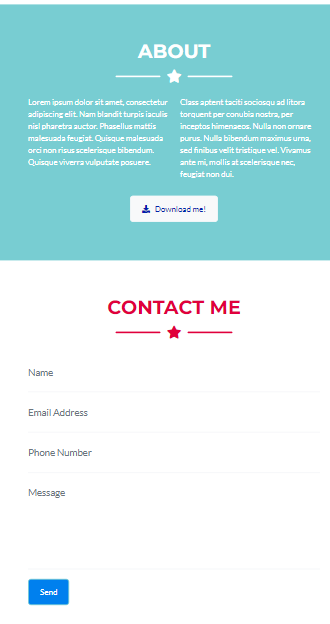 ABOUT
Lorem ipsum dolor sit amet, consectetur
adipiscing elit. Nam blandit turpis iaculis
nisl pharetra auctor. Phasellus mattis
malesuada feugiat. Quisque malesuada
orci non risus scelerisque bibendum.
Quisque viverra vulputate posuere.
Class aptent taciti sociosqu ad litora
torquent per conubia nostra, per
inceptos himenaeos. Nulla non ornare
purus. Nulla bibendum maximus urna,
sed finibus velit tristique vel. Vivamus
ante mi, mollis at scelerisque nec,
feugiat non dui.
Download me!
CONTACT ME
Name
Email Address
Phone Number
Message
Send